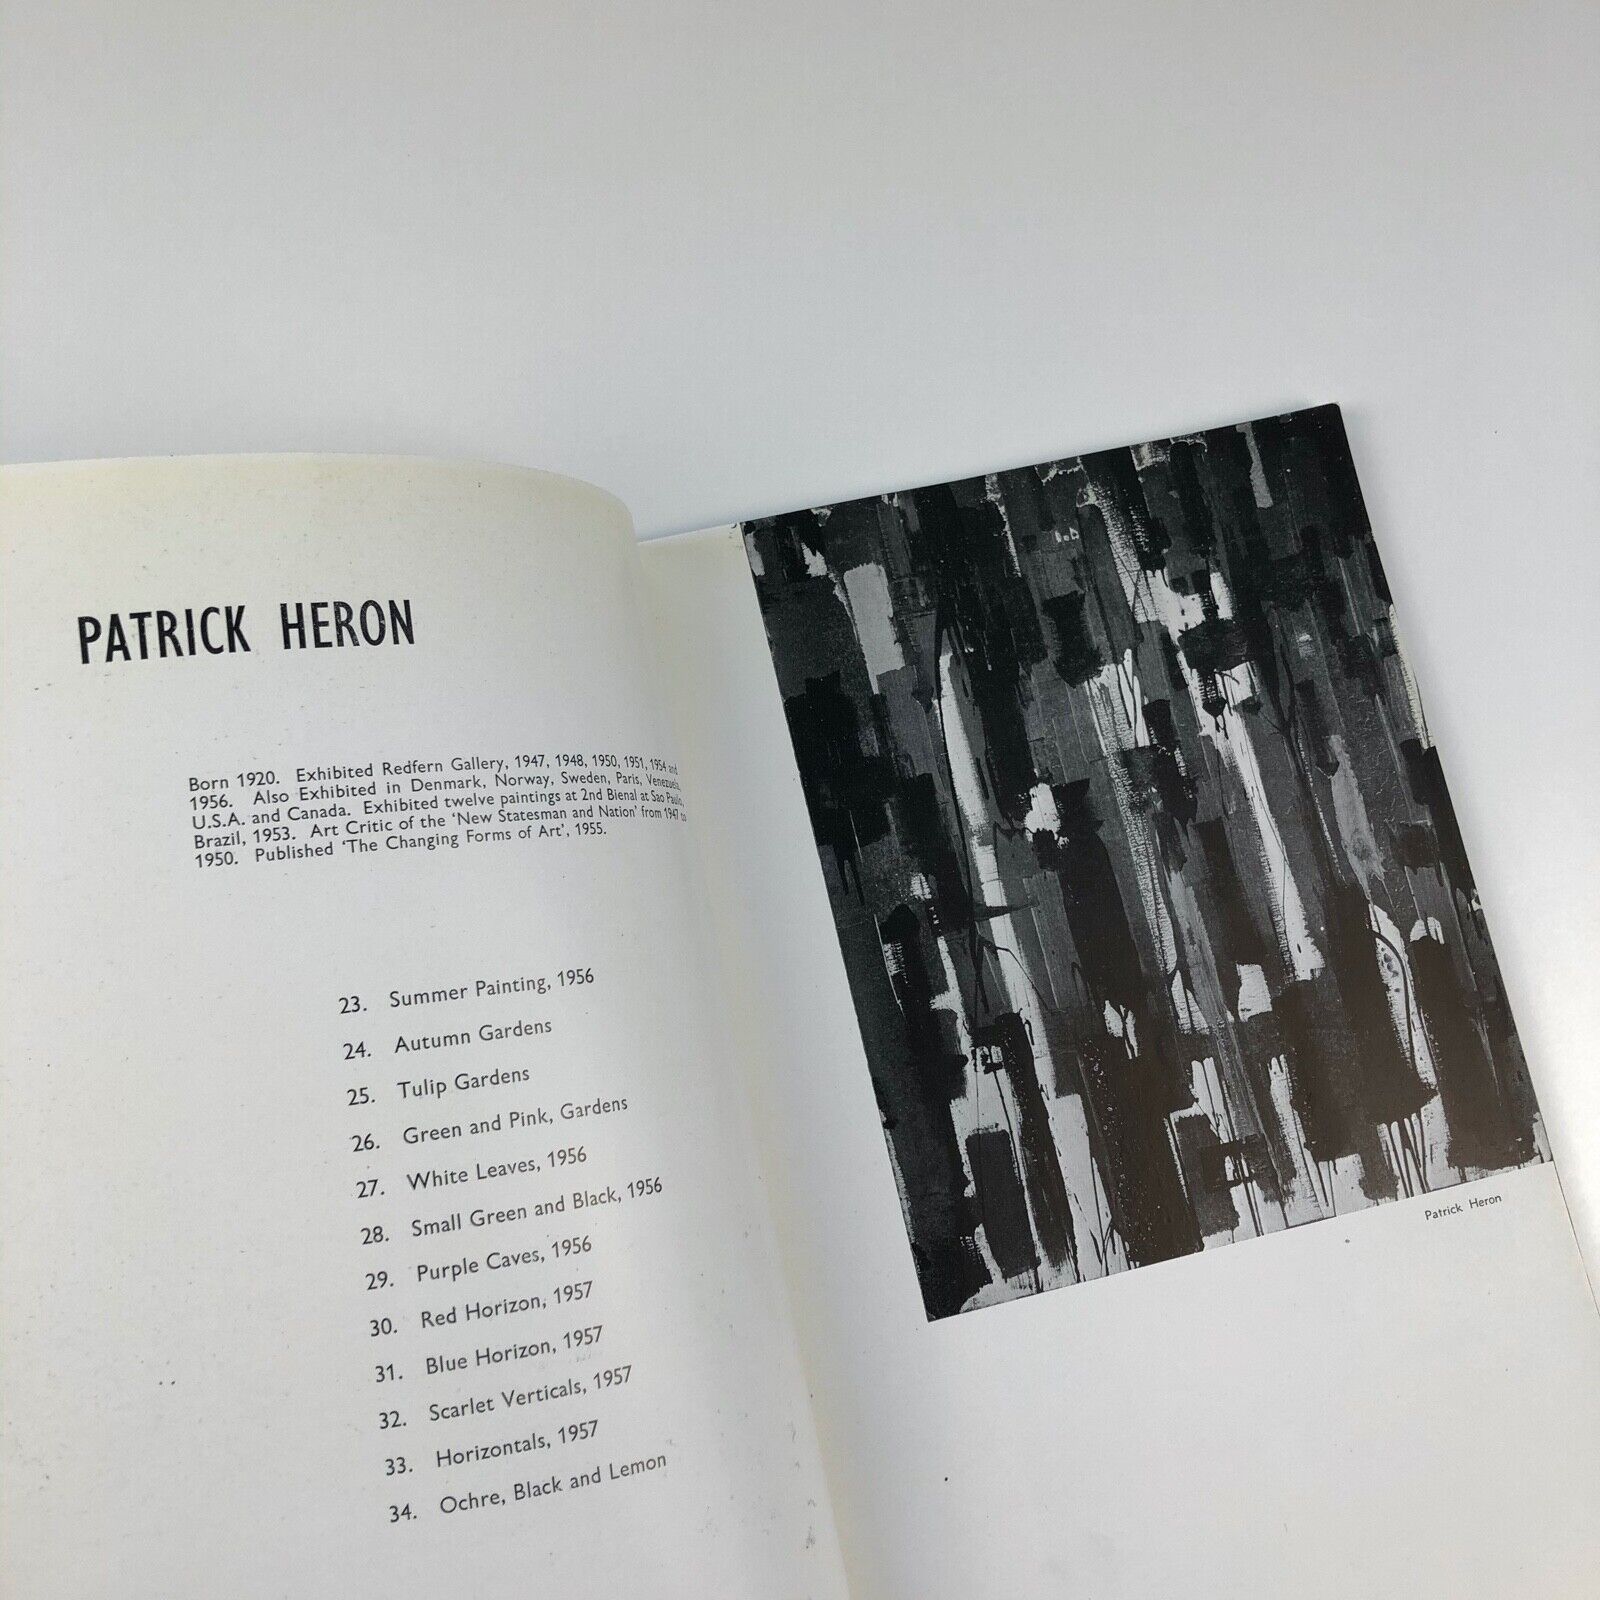 PATRICK HERON
Born 1920. Exhibited Redfern Gallery, 1947, 1948, 1950, 1951, 1954 and
1956. Also Exhibited in Denmark, Norway, Sweden, Paris, Venezuela,
U.S.A. and Canada. Exhibited twelve paintings at 2nd Bienal at Sao Paulo,
Brazil, 1953. Art Critic of the ‘New Statesman and Nation’ from 1947 to
1950. Published ‘The Changing Forms of Art’, 1955.
23. Summer Painting, 1956
24. Autumn Gardens
25. Tulip Gardens
26. Green and Pink, Gardens
27. White Leaves, 1956
28. Small Green and Black, 1956
29. Purple Caves, 1956
30. Red Horizon, 1957
31. Blue Horizon, 1957
32. Scarlet Verticals, 1957
33. Horizontals, 1957
34. Ochre, Black and Lemon
Patrick Heron